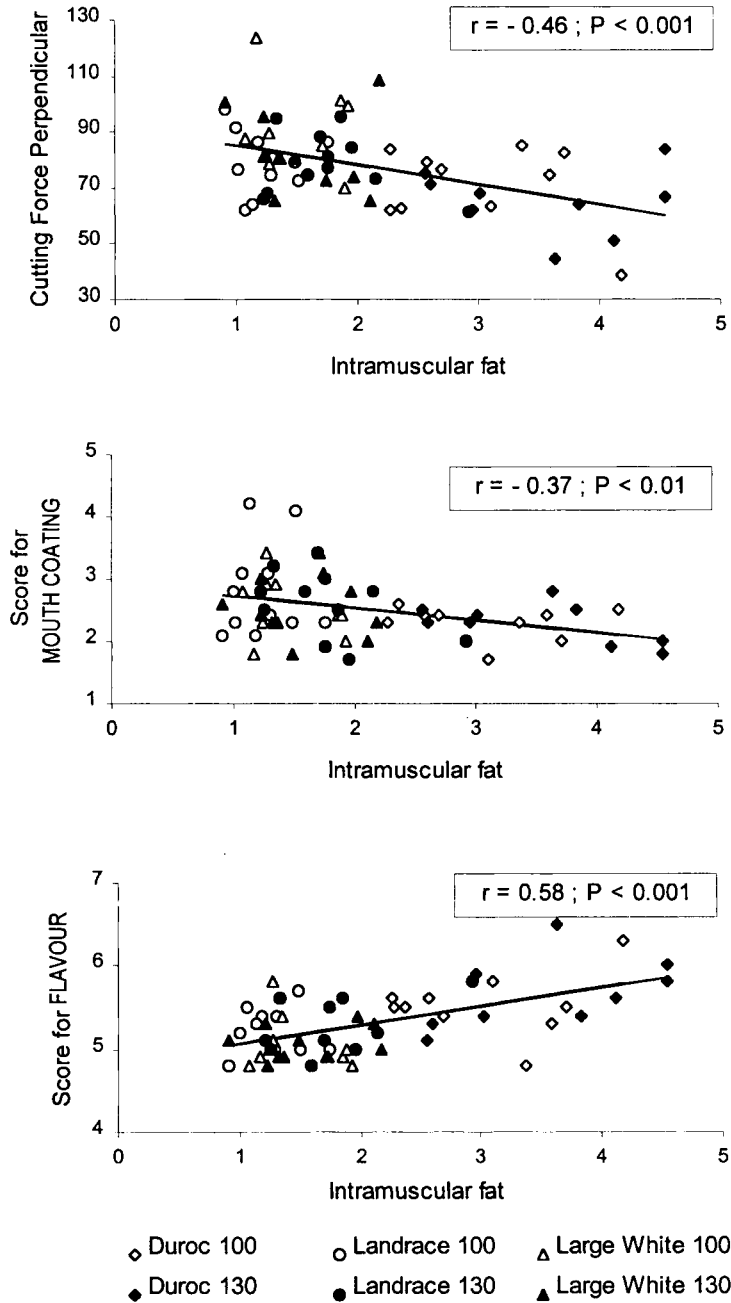 r = - 0.46 ; P < 0.001
Cutting Force Perpendicular
130
110
90
70
50
30
0 1 2 3 4 5
Intramuscular fat
r = - 0.37 ; P < 0.01
Score for
MOUTH COATING
5
4
3
2
1
0 1 2 3 4 5
Intramuscular fat
r = 0.58 ; P < 0.001
Score for FLAVOUR
7
6
5
4
0 1 2 3 4 5
Intramuscular fat
Duroc 100 Landrace 100 Large White 100
Duroc 130 Landrace 130 Large White 130